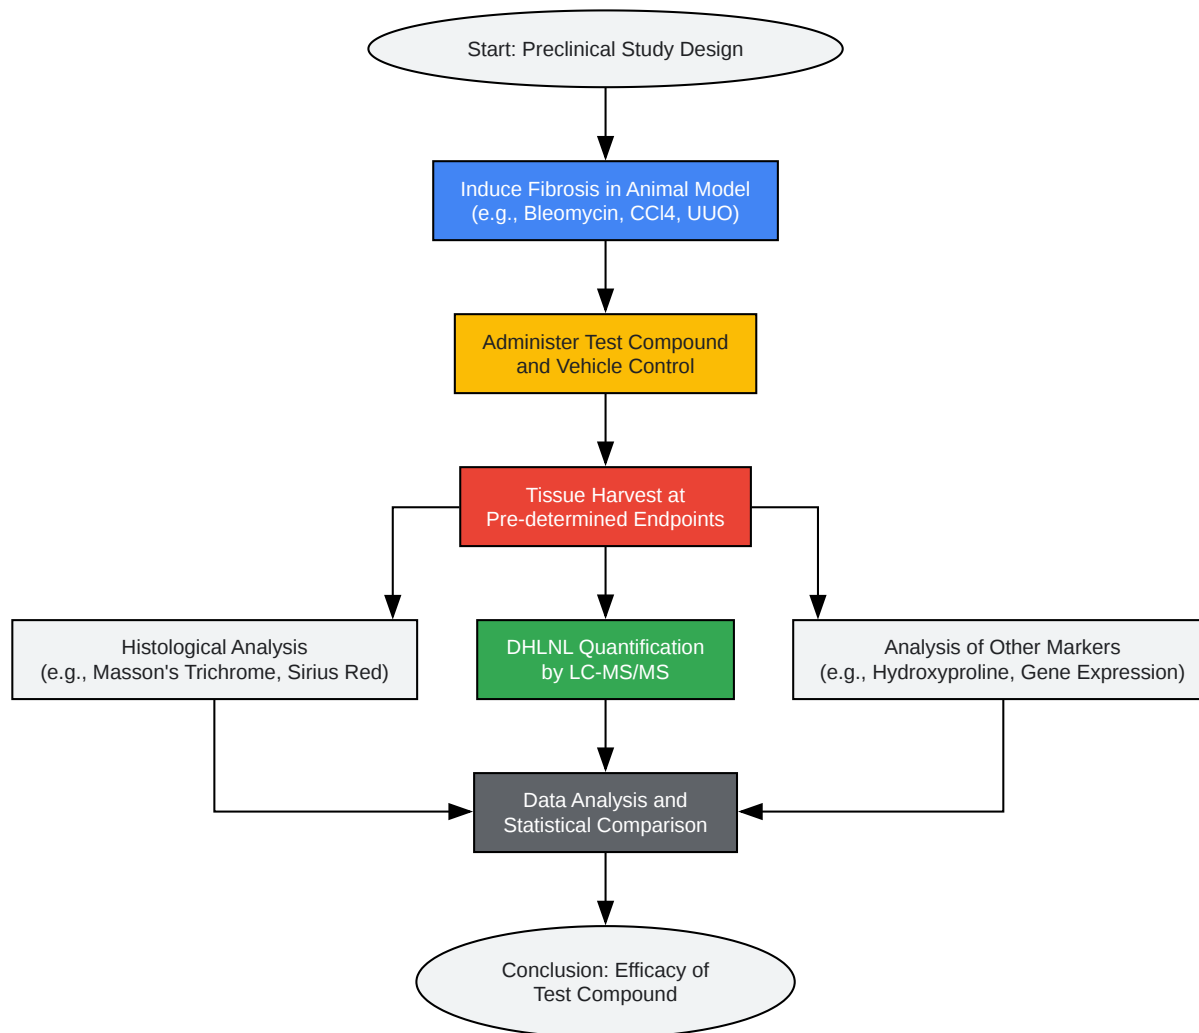 Start: Preclinical Study Design
Induce Fibrosis in Animal Model
(e.g., Bleomycin, CCl4, UUO)
Administer Test Compound
and Vehicle Control
Tissue Harvest at
Pre-determined Endpoints
Histological Analysis
(e.g., Masson's Trichrome, Sirius Red)
DHLNL Quantification
by LC-MS/MS
Analysis of Other Markers
(e.g., Hydroxyproline, Gene Expression)
Data Analysis and
Statistical Comparison
Conclusion: Efficacy of
Test Compound